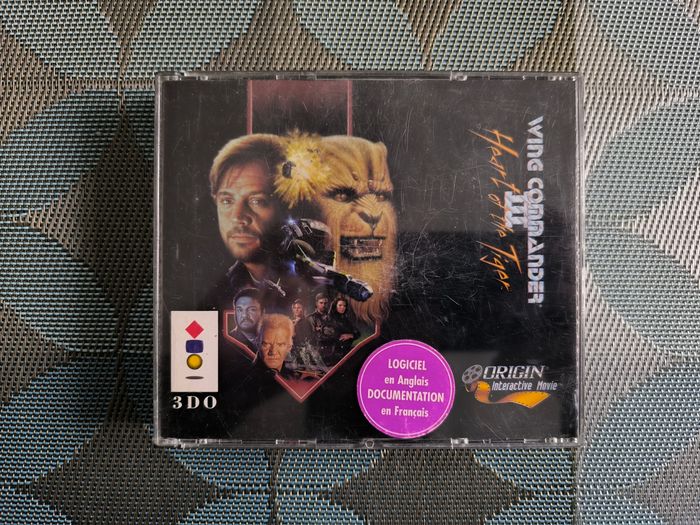 WING COMMANDER
III
Heart of the Tiger
3DO
LOGICIEL
en Anglais
DOCUMENTATION
en Français
ORIGIN
Interactive Movie